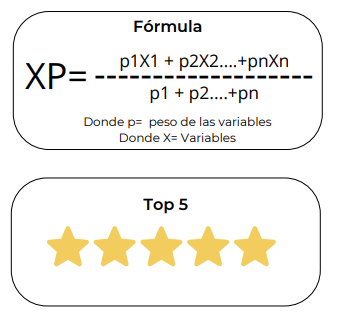 Fórmula
XP= p1X1 + p2X2....+pnXn
--------------------
p1 + p2....+pn
Donde p= peso de las variables
Donde X= Variables
Top 5